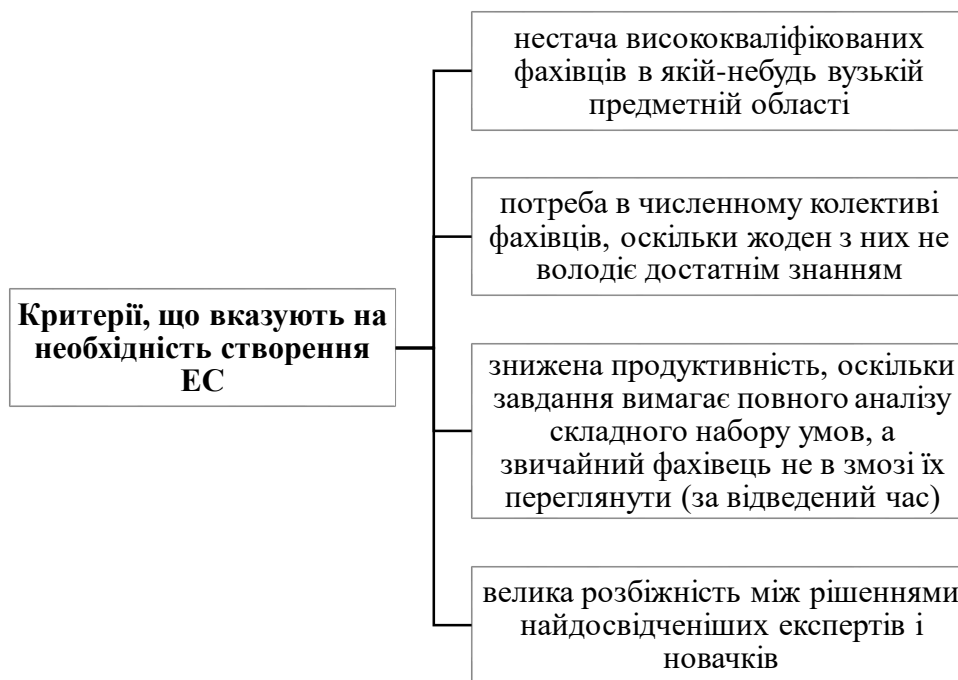 нестача висококваліфікованих
фахівців в якій-небудь вузькій
предметній області
потреба в численному колективі
фахівців, оскільки жоден з них не
володіє достатнім знанням
Критерії, що вказують на
необхідність створення
ЕС
знижена продуктивність, оскільки
завдання вимагає повного аналізу
складного набору умов, а
звичайний фахівець не в змозі їх
переглянути (за відведений час)
велика розбіжність між рішеннями
найдосвідченіших експертів і
новачків